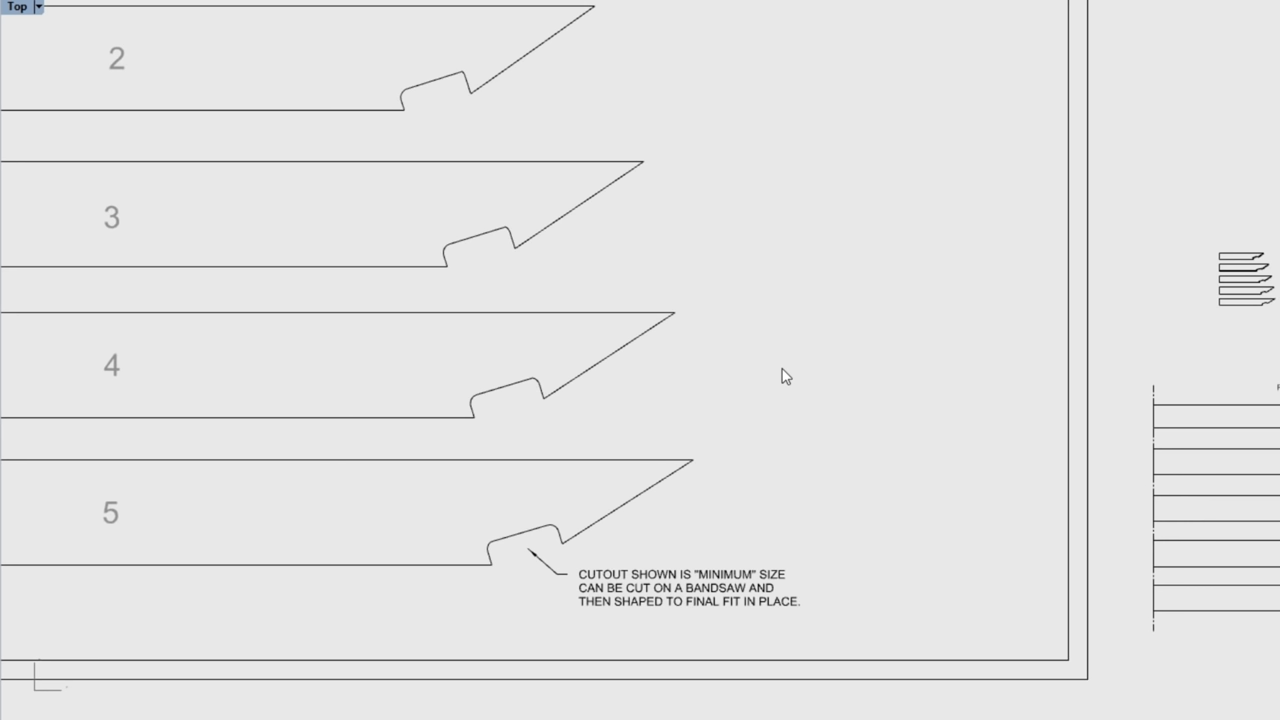 Top
2
3
4
5
CUTOUT SHOWN IS "MINIMUM" SIZE
CAN BE CUT ON A BANDSAW AND
THEN SHAPED TO FINAL FIT IN PLACE.